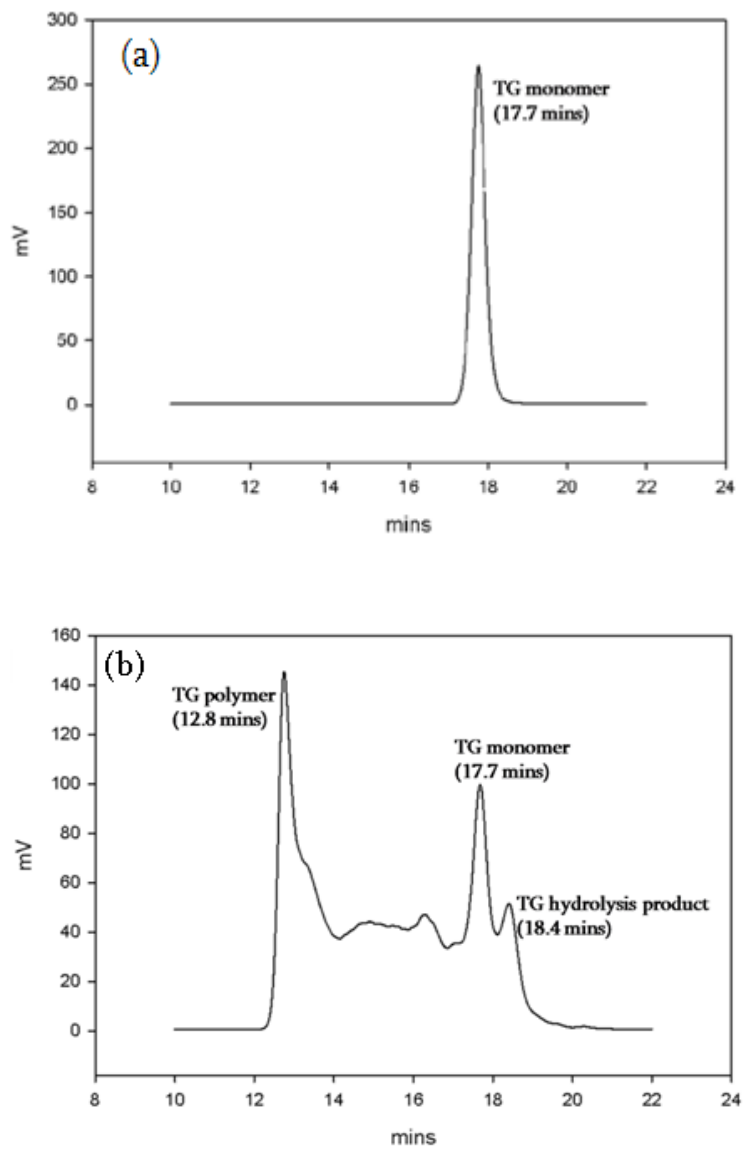 (a)
300
250
200
150
100
50
0
mV
TG monomer
(17.7 mins)
8 10 12 14 16 18 20 22 24
mins
(b)
160
140
120
100
80
60
40
20
0
mV
TG polymer
(12.8 mins)
TG monomer
(17.7 mins)
TG hydrolysis product
(18.4 mins)
8 10 12 14 16 18 20 22 24
mins